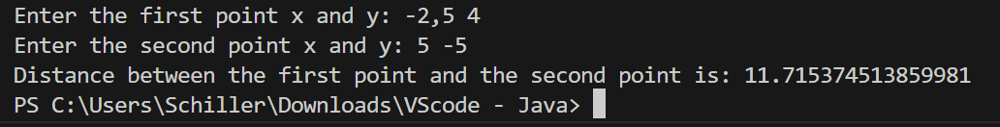 Enter the first point x and y: -2,5 4
Enter the second point x and y: 5 -5
Distance between the first point and the second point is: 11.715374513859981
PS C:\Users\Schiller\Downloads\VScode - Java>